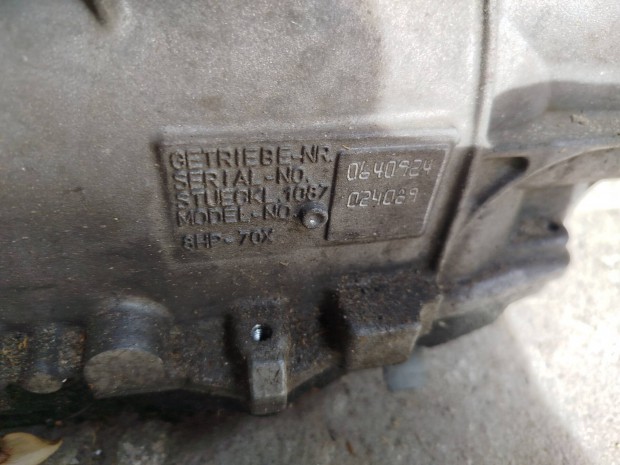 GETRIEBE-NR.
SERIAL-NO.
STUECKL.1087
MODEL-NO.
8HP-70X
0640924
024029